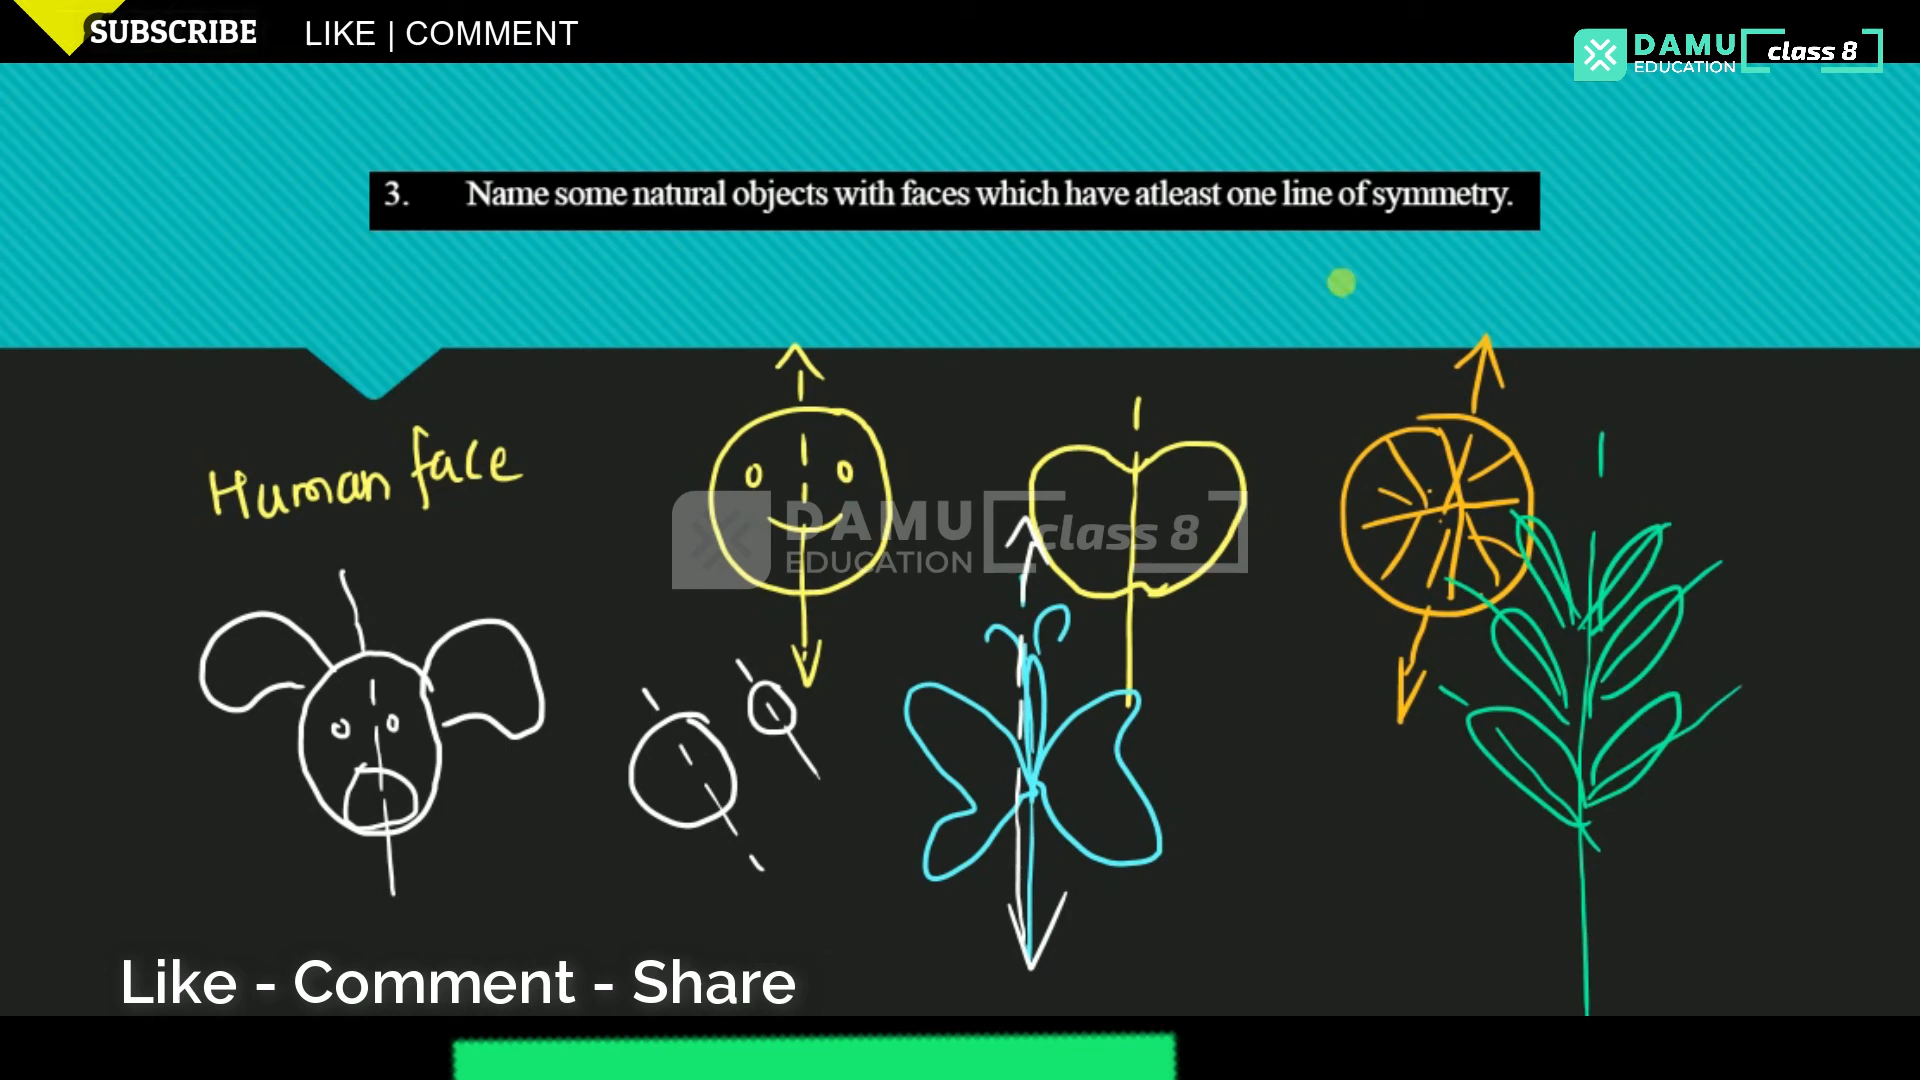 SUBSCRIBE LIKE | COMMENT
DAMU EDUCATION class 8
3. Name some natural objects with faces which have atleast one line of symmetry.
Human face
DAMU EDUCATION class 8
Like - Comment - Share